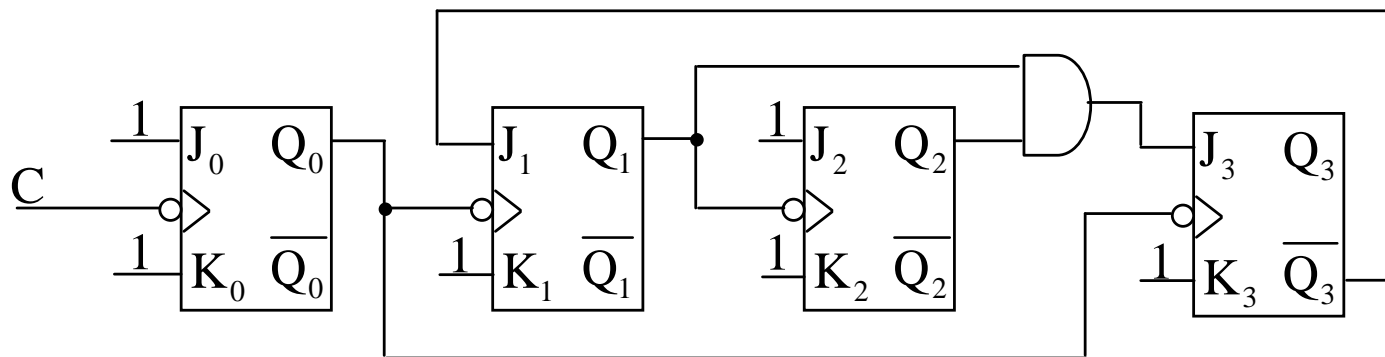 1
J₀ Q₀
C
1
K₀ Q̅₀
J₁ Q₁
1
K₁ Q̅₁
1
J₂ Q₂
1
K₂ Q̅₂
J₃ Q₃
1
K₃ Q̅₃